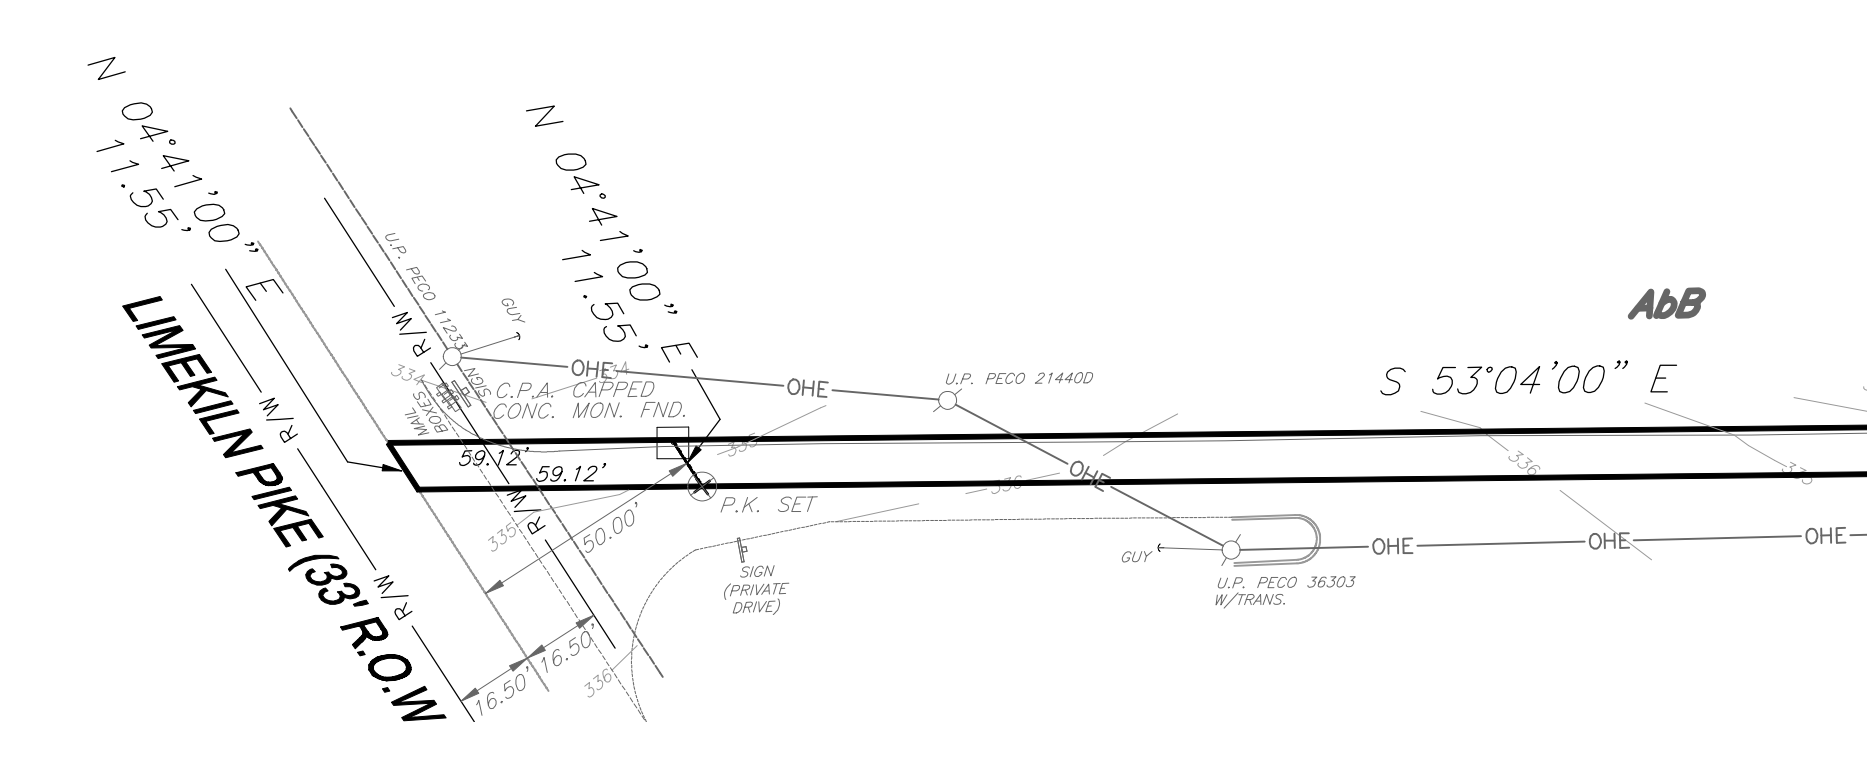 N 04°41'00" E
11.55'
N 04°41'00" E
11.55'
LIMEKILN PIKE (33' R.O.W
R/W
R/W
R/W
R/W
U.P. PECO 11233
GUY
334
SIGN
MAIL
BOXES
C.P.A. CAPPED
CONC. MON. FND.
OHE
334
OHE
U.P. PECO 21440D
AbB
S 53°04'00" E
59.12'
59.12'
335
336
OHE
336
335
P.K. SET
335
50.00'
SIGN
(PRIVATE
DRIVE)
GUY
U.P. PECO 36303
W/TRANS.
OHE
OHE
OHE
16.50'
16.50'
336